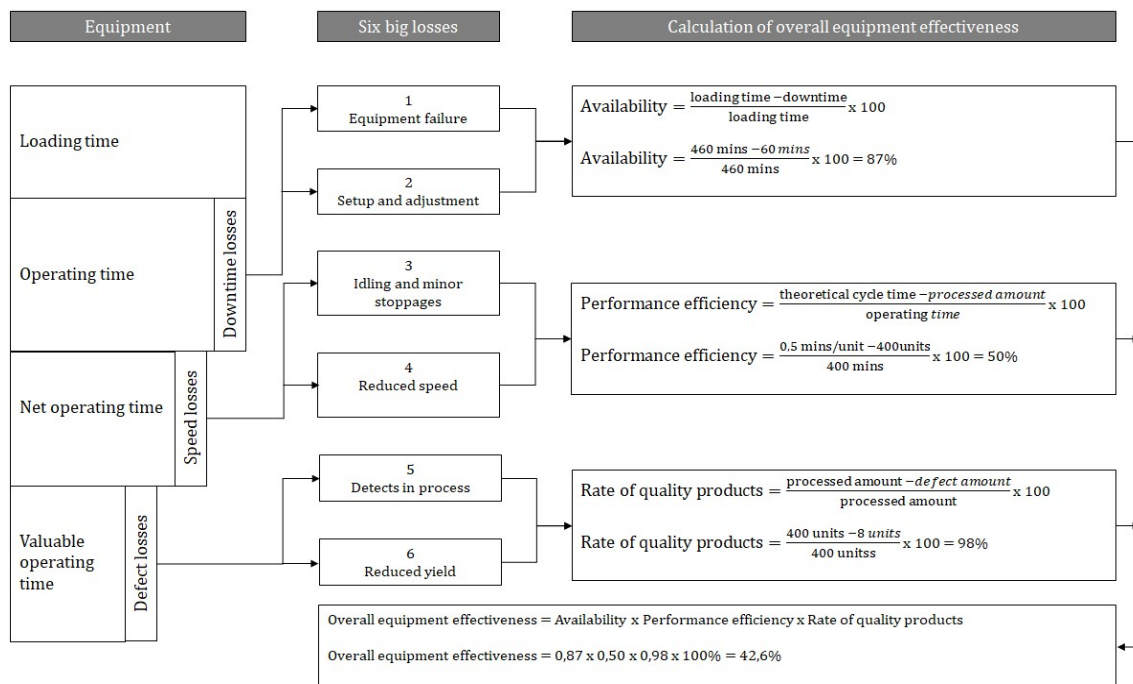 Equipment
Six big losses
Calculation of overall equipment effectiveness
Loading time
Operating time
Downtime losses
Net operating time
Speed losses
Valuable
operating
time
Defect losses
1
Equipment failure
2
Setup and adjustment
3
Idling and minor
stoppages
4
Reduced speed
5
Detects in process
6
Reduced yield
Availability = loading time −downtime / loading time x 100
Availability = 460 mins −60 mins / 460 mins x 100 = 87%
Performance efficiency = theoretical cycle time −processed amount / operating time x 100
Performance efficiency = 0,5 mins/unit −400units / 400 mins x 100 = 50%
Rate of quality products = processed amount −defect amount / processed amount x 100
Rate of quality products = 400 units −8 units / 400 unitss x 100 = 98%
Overall equipment effectiveness = Availability x Performance efficiency x Rate of quality products
Overall equipment effectiveness = 0,87 x 0,50 x 0,98 x 100% = 42,6%